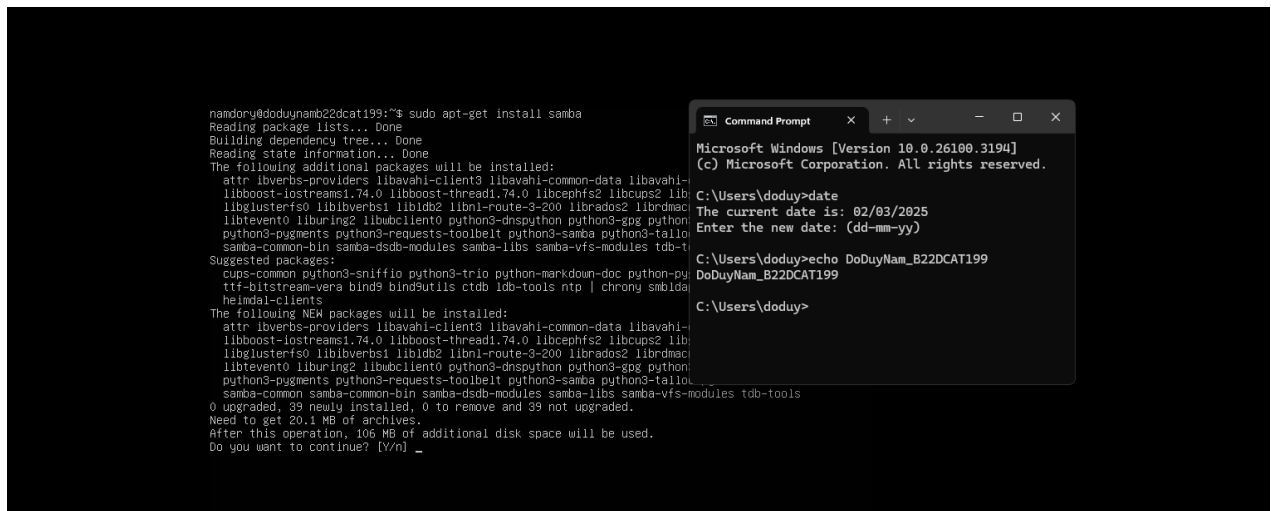 namdory@doduynamb22dcat199:~$ sudo apt-get install samba
Reading package lists... Done
Building dependency tree... Done
Reading state information... Done
The following additional packages will be installed:
attr ibverbs-providers libavahi-client3 libavahi-common-data libavahi-
libboost-iostreams1.74.0 libboost-thread1.74.0 libcephfs2 libcups2
libglusterfs0 libibverbs1 libldb2 libnl-route-3-200 librados2
libtevent0 liburing2 libwbclient0 python3-dnspython python3-gpg
python3-pygments python3-requests-toolbelt python3-samba
samba-common-bin samba-dsdb-modules samba-libs samba-vfs-modules
Suggested packages:
cups-common python3-sniffio python3-trio python-markdown-doc
ttf-bitstream-vera bind9 bind9utils ctdb ldb-tools ntp | chrony
heimdal-clients
The following NEW packages will be installed:
attr ibverbs-providers libavahi-client3 libavahi-common-data libavahi-
libboost-iostreams1.74.0 libboost-thread1.74.0 libcephfs2 libcups2
libglusterfs0 libibverbs1 libldb2 libnl-route-3-200 librados2
libtevent0 liburing2 libwbclient0 python3-dnspython python3-gpg
python3-pygments python3-requests-toolbelt python3-samba
samba-common samba-common-bin samba-dsdb-modules samba-libs samba-vfs-modules tdb-tools
0 upgraded, 39 newly installed, 0 to remove and 39 not upgraded.
Need to get 20.1 MB of archives.
After this operation, 106 MB of additional disk space will be used.
Do you want to continue? [Y/n] _
Command Prompt
Microsoft Windows [Version 10.0.26100.3194]
(c) Microsoft Corporation. All rights reserved.
C:\Users\doduy>date
The current date is: 02/03/2025
Enter the new date: (dd-mm-yy)
C:\Users\doduy>echo DoDuyNam_B22DCAT199
DoDuyNam_B22DCAT199
C:\Users\doduy>